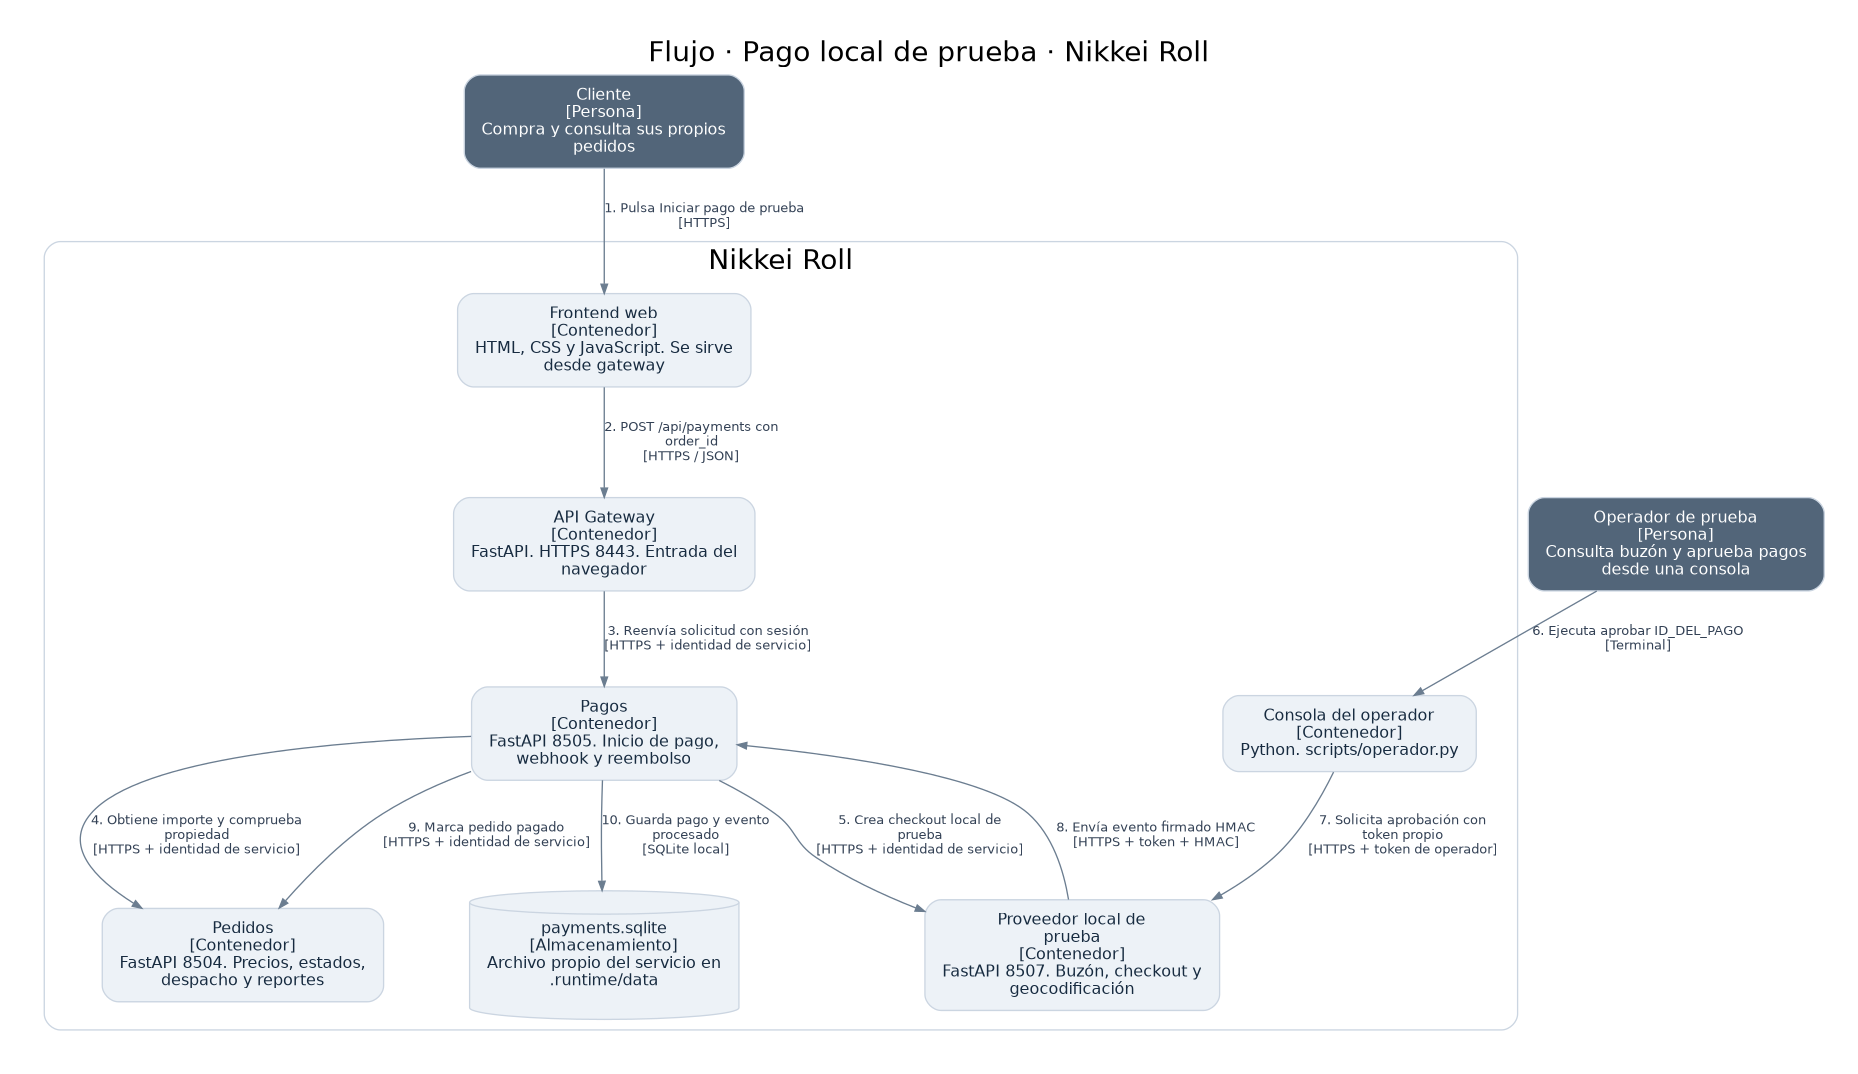 Flujo · Pago local de prueba · Nikkei Roll
Cliente
[Persona]
Compra y consulta sus propios
pedidos
1. Pulsa Iniciar pago de prueba
[HTTPS]
Nikkei Roll
Frontend web
[Contenedor]
HTML, CSS y JavaScript. Se sirve
desde gateway
2. POST /api/payments con
order_id
[HTTPS / JSON]
API Gateway
[Contenedor]
FastAPI. HTTPS 8443. Entrada del
navegador
Operador de prueba
[Persona]
Consulta buzón y aprueba pagos
desde una consola
3. Reenvía solicitud con sesión
[HTTPS + identidad de servicio]
6. Ejecuta aprobar ID_DEL_PAGO
[Terminal]
Pagos
[Contenedor]
FastAPI 8505. Inicio de pago,
webhook y reembolso
Consola del operador
[Contenedor]
Python. scripts/operador.py
4. Obtiene importe y comprueba
propiedad
[HTTPS + identidad de servicio]
9. Marca pedido pagado
[HTTPS + identidad de servicio]
10. Guarda pago y evento
procesado
[SQLite local]
5. Crea checkout local de
prueba
[HTTPS + identidad de servicio]
8. Envía evento firmado HMAC
[HTTPS + token + HMAC]
7. Solicita aprobación con
token propio
[HTTPS + token de operador]
Pedidos
[Contenedor]
FastAPI 8504. Precios, estados,
despacho y reportes
payments.sqlite
[Almacenamiento]
Archivo propio del servicio en
.runtime/data
Proveedor local de
prueba
[Contenedor]
FastAPI 8507. Buzón, checkout y
geocodificación